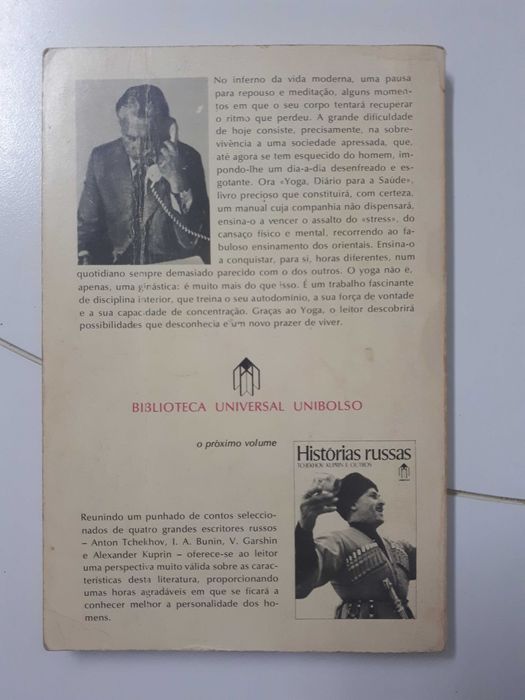 No inferno da vida moderna, uma pausa
para repouso e meditação, alguns momen-
tos em que o seu corpo tentará recuperar
o ritmo que perdeu. A grande dificuldade
de hoje consiste, precisamente, na sobre-
vivência a uma sociedade apressada, que,
até agora se tem esquecido do homem, im-
pondo-lhe um dia-a-dia desenfreado e es-
gotante. Ora «Yoga, Diário para a Saúde»,
livro precioso que constituirá, com certeza,
um manual cuja companhia não dispensará,
ensina-o a vencer o assalto do «stress», do
cansaço físico e mental, recorrendo ao fa-
buloso ensinamento dos orientais. Ensina-o
a conquistar, para si, horas diferentes, num
quotidiano sempre demasiado parecido com o dos outros. O yoga não é,
apenas, uma ginástica: é muito mais do que isso. É um trabalho fascinante
de disciplina interior, que treina o seu autodomínio, a sua força de vontade
e a sua capacidade de concentração. Graças ao Yoga, o leitor descobrirá
possibilidades que desconhecia e um novo prazer de viver.
BIBLIOTECA UNIVERSAL UNIBOLSO
o próximo volume
Histórias russas
TCHEKHOV, KUPRIN E OUTROS
Reunindo um punhado de contos seleccio-
nados de quatro grandes escritores russos
– Anton Tchekhov, I. A. Bunin, V. Garshin
e Alexander Kuprin – oferece-se ao leitor
uma perspectiva muito válida sobre as carac-
terísticas desta literatura, proporcionando
umas horas agradáveis em que se ficará a
conhecer melhor a personalidade dos ho-
mens.